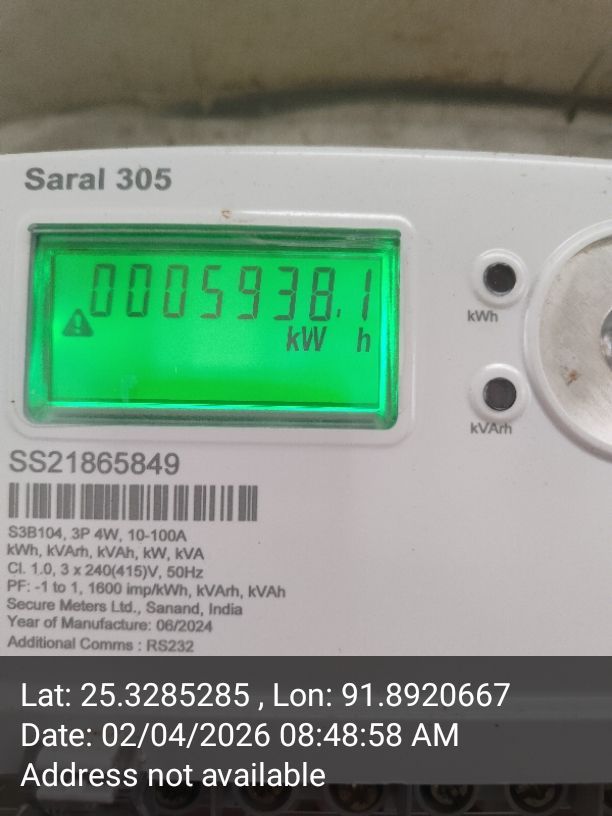 Saral 305
0005938.1
kW h
kWh
kVArh
SS21865849
S3B104, 3P 4W, 10-100A
kWh, kVArh, kVAh, kW, kVA
Cl. 1.0, 3 x 240(415)V, 50Hz
PF: -1 to 1, 1600 imp/kWh, kVArh, kVAh
Secure Meters Ltd., Sanand, India
Year of Manufacture: 06/2024
Additional Comms : RS232
Lat: 25.3285285 , Lon: 91.8920667
Date: 02/04/2026 08:48:58 AM
Address not available